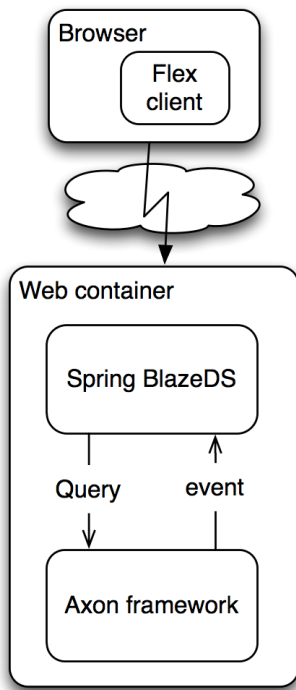 Browser
Flex
client
Web container
Spring BlazeDS
Query
event
Axon framework